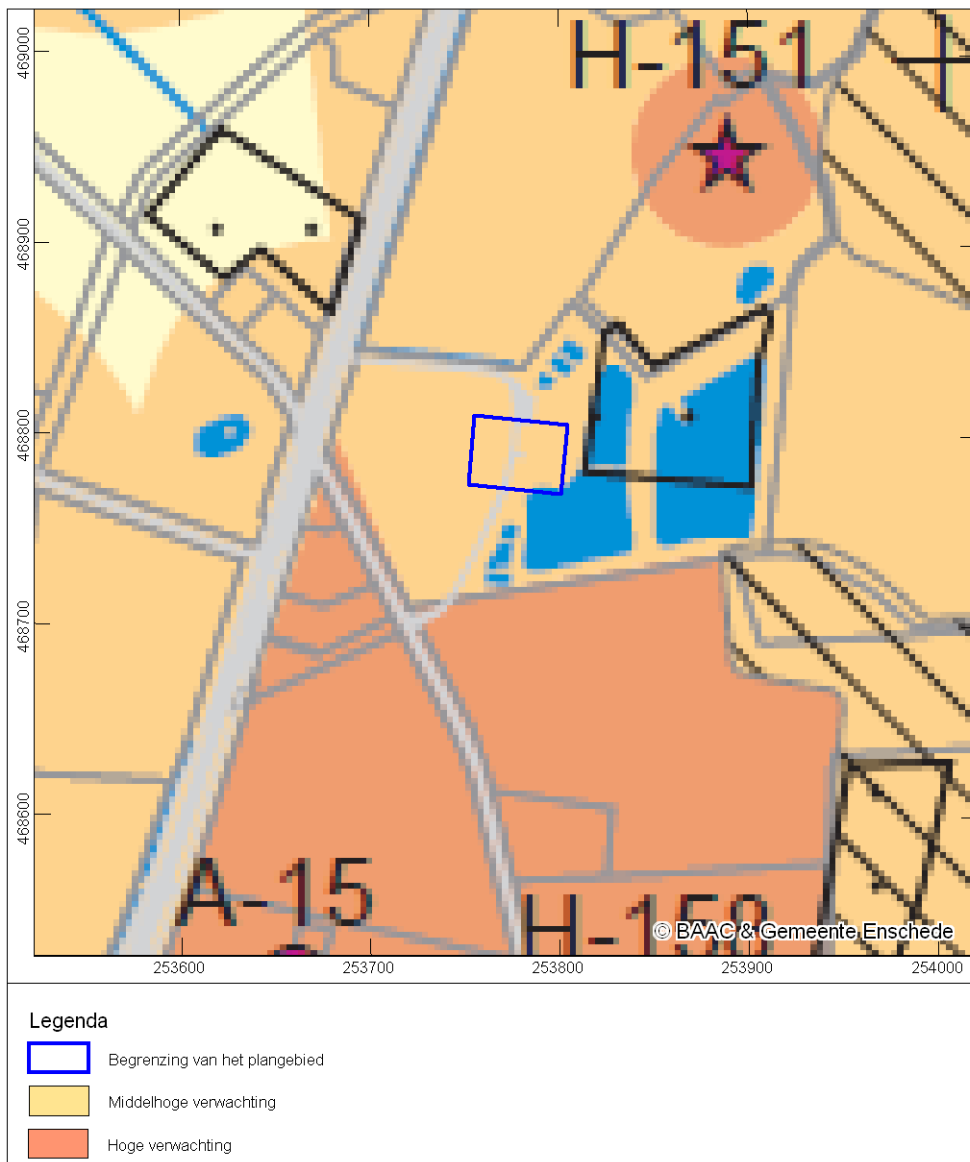 H-151
469000
468900
468800
468700
468600
A-15
H-150
© BAAC & Gemeente Enschede
253600 253700 253800 253900 254000
Legenda
Begrenzing van het plangebied
Middelhoge verwachting
Hoge verwachting